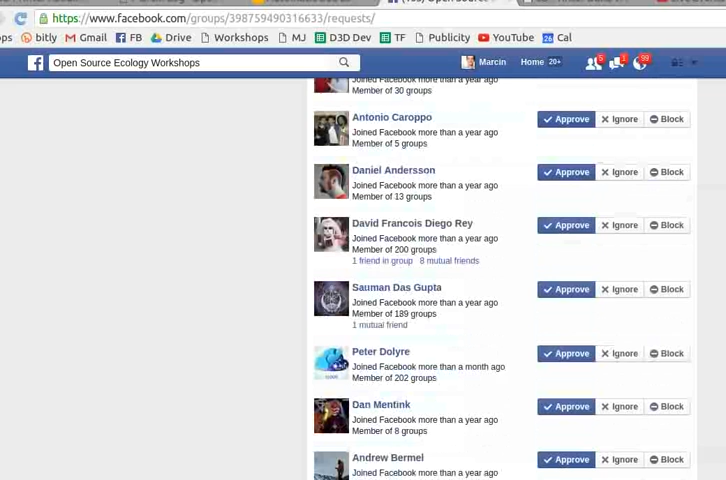 https://www.facebook.com/groups/398759490316633/requests/
bitly Gmail FB Drive Workshops MJ D3D Dev TF Publicity YouTube 26 Cal
Open Source Ecology Workshops Marcin Home 20+ 99
Joined Facebook more than a year ago
Member of 30 groups
Antonio Caroppo
Joined Facebook more than a year ago
Member of 5 groups
Approve Ignore Block
Daniel Andersson
Joined Facebook more than a year ago
Member of 13 groups
Approve Ignore Block
David Francois Diego Rey
Joined Facebook more than a year ago
Member of 200 groups
1 friend in group 8 mutual friends
Approve Ignore Block
Sauman Das Gupta
Joined Facebook more than a year ago
Member of 189 groups
1 mutual friend
Approve Ignore Block
Peter Dolyre
Joined Facebook more than a month ago
Member of 202 groups
Approve Ignore Block
Dan Mentink
Joined Facebook more than a year ago
Member of 8 groups
Approve Ignore Block
Andrew Bermel
Joined Facebook more than a year ago
Approve Ignore Block